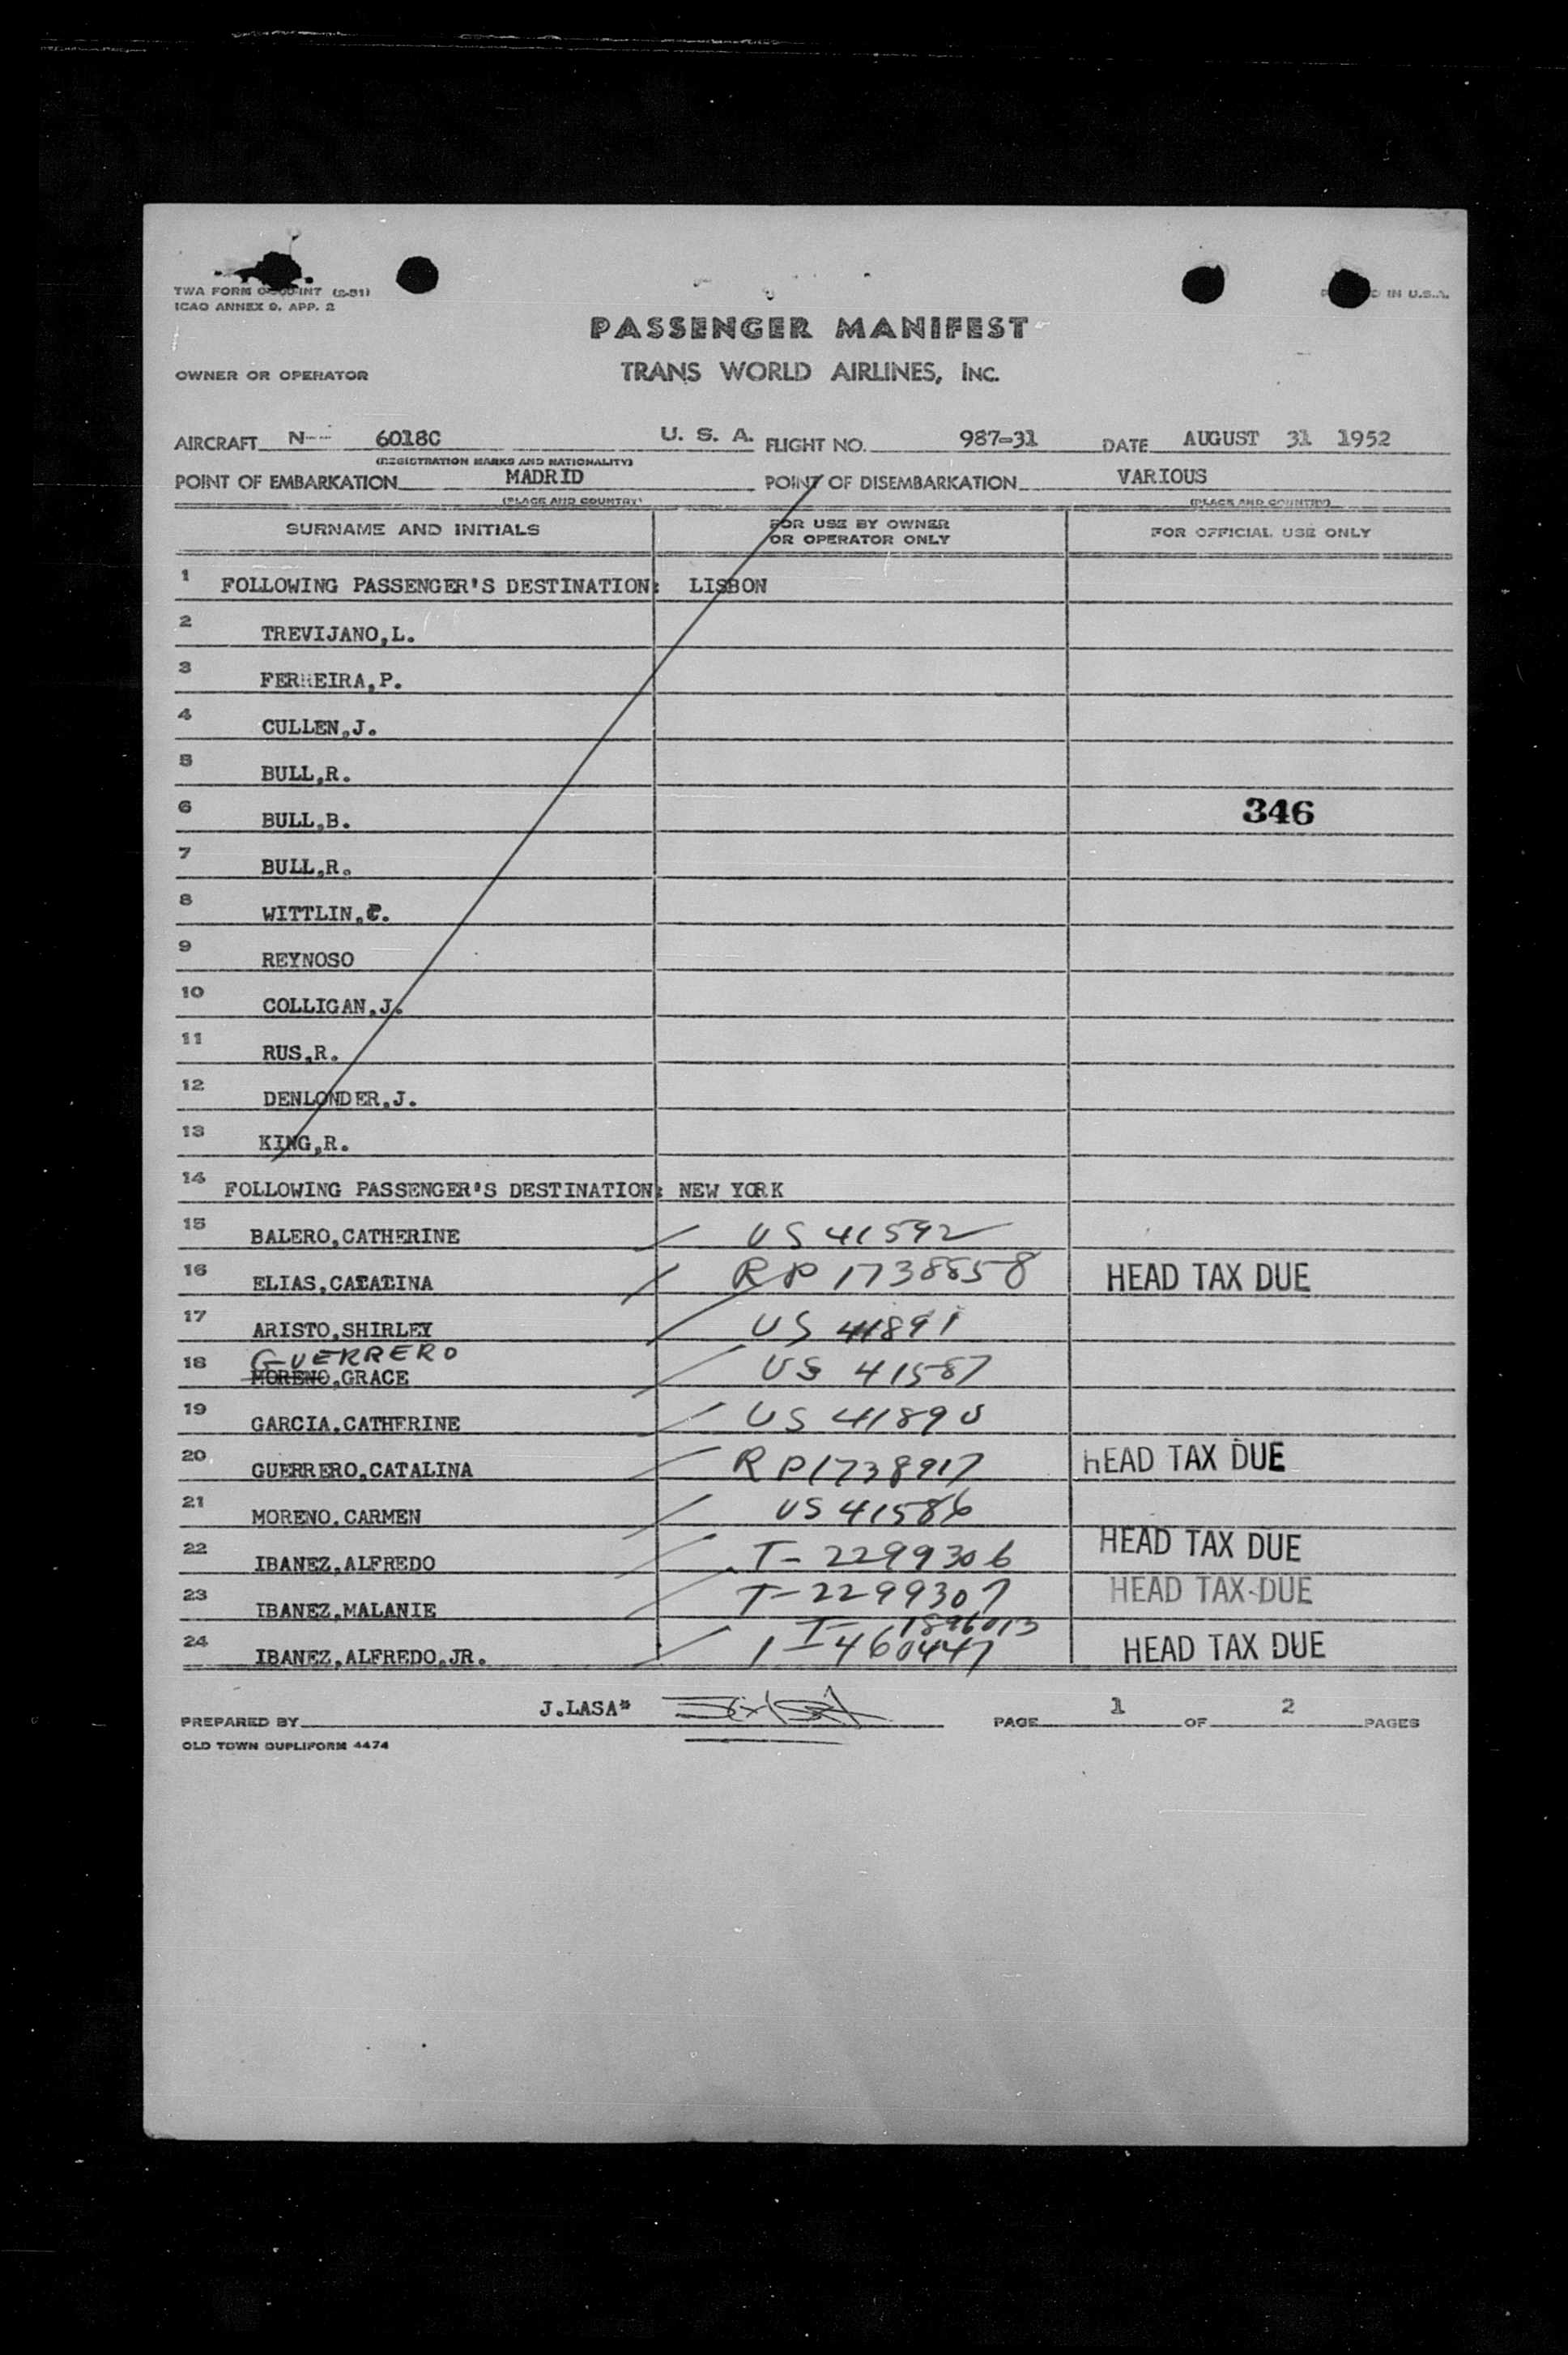 TWA FORM INT (2-51)
ICAO ANNEX 9, APP. 2
IN U.S.A.
PASSENGER MANIFEST
OWNER OR OPERATOR TRANS WORLD AIRLINES, INC.
AIRCRAFT N-- 6018C U. S. A. FLIGHT NO. 987-31 DATE AUGUST 31 1952
(REGISTRATION MARKS AND NATIONALITY)
POINT OF EMBARKATION MADRID POINT OF DISEMBARKATION VARIOUS
(PLACE AND COUNTRY) (PLACE AND COUNTRY)
SURNAME AND INITIALS FOR USE BY OWNER OR OPERATOR ONLY FOR OFFICIAL USE ONLY
1 FOLLOWING PASSENGER'S DESTINATION: LISBON
2 TREVIJANO,L.
3 FERREIRA,P.
4 CULLEN,J.
5 BULL,R.
6 BULL,B. 346
7 BULL,R.
8 WITTLIN,C.
9 REYNOSO
10 COLLIGAN,J.
11 RUS,R.
12 DENLONDER,J.
13 KING,R.
14 FOLLOWING PASSENGER'S DESTINATION: NEW YORK
15 BALERO,CATHERINE US 41592
16 ELIAS,CATATINA RP 1738858 HEAD TAX DUE
17 ARISTO,SHIRLEY US 41891
18 GUERRERO
MORENO,GRACE US 41587
19 GARCIA,CATHERINE US 41890
20 GUERRERO,CATALINA RP1738917 HEAD TAX DUE
21 MORENO,CARMEN US 41586
22 IBANEZ,ALFREDO T-2299306 HEAD TAX DUE
23 IBANEZ,MALANIE T-2299307 HEAD TAX DUE
T-1896013
24 IBANEZ,ALFREDO,JR. I-460447 HEAD TAX DUE
PREPARED BY J.LASA* PAGE 1 OF 2 PAGES
OLD TOWN DUPLIFORM 4474